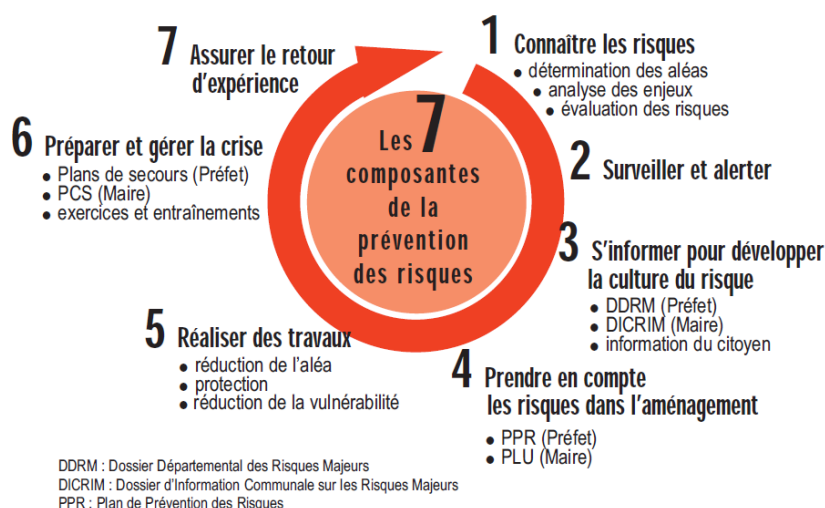 Les 7
composantes
de la
prévention
des risques
1 Connaître les risques
• détermination des aléas
• analyse des enjeux
• évaluation des risques
2 Surveiller et alerter
3 S'informer pour développer
la culture du risque
• DDRM (Préfet)
• DICRIM (Maire)
• information du citoyen
4 Prendre en compte
les risques dans l'aménagement
• PPR (Préfet)
• PLU (Maire)
5 Réaliser des travaux
• réduction de l'aléa
• protection
• réduction de la vulnérabilité
6 Préparer et gérer la crise
• Plans de secours (Préfet)
• PCS (Maire)
• exercices et entraînements
7 Assurer le retour
d'expérience
DDRM : Dossier Départemental des Risques Majeurs
DICRIM : Dossier d'Information Communale sur les Risques Majeurs
PPR : Plan de Prévention des Risques